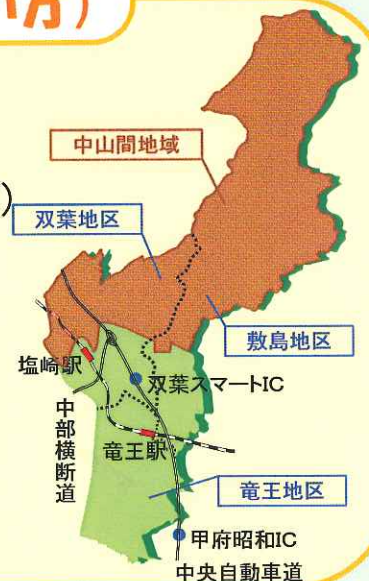 中山間地域
双葉地区
敷島地区
塩崎駅
双葉スマートIC
中部横断道
竜王駅
竜王地区
甲府昭和IC
中央自動車道